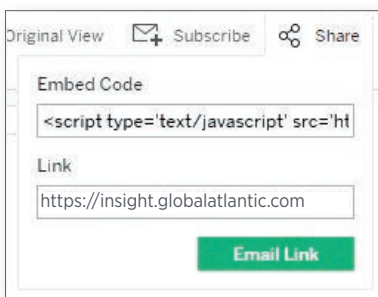 Original View Subscribe Share
Embed Code
<script type='text/javascript' src='ht
Link
https://insight.globalatlantic.com
Email Link